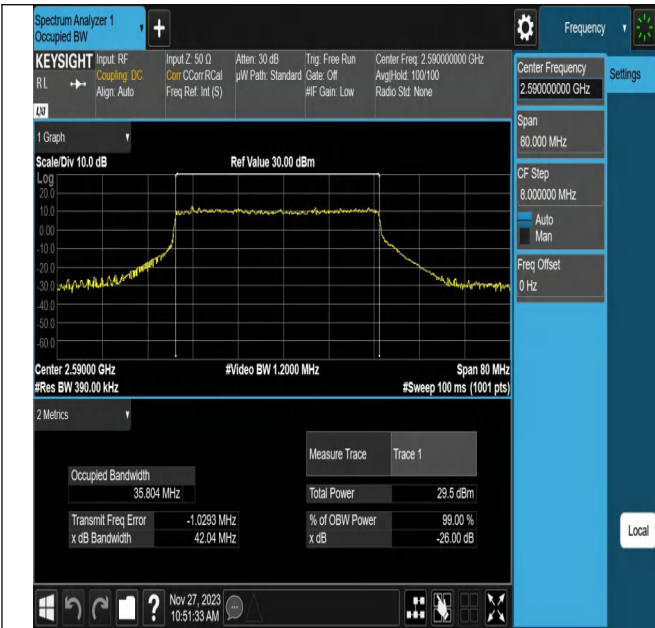 Spectrum Analyzer 1
Occupied BW
+
Frequency
KEYSIGHT
RL
LXI
Input: RF
Coupling: DC
Align: Auto
Input Z: 50 Ω
Corr CCorr RCal
Freq Ref: Int (S)
Atten: 30 dB
µW Path: Standard
Trig: Free Run
Gate: Off
#IF Gain: Low
Center Freq: 2.590000000 GHz
Avg|Hold: 100/100
Radio Std: None
Center Frequency
2.590000000 GHz
Settings
Span
80.000 MHz
CF Step
8.000000 MHz
Auto
Man
Freq Offset
0 Hz
1 Graph
Scale/Div 10.0 dB
Ref Value 30.00 dBm
Log
20.0
10.0
0.00
-10.0
-20.0
-30.0
-40.0
-50.0
-60.0
Center 2.59000 GHz
#Video BW 1.2000 MHz
Span 80 MHz
#Res BW 390.00 kHz
#Sweep 100 ms (1001 pts)
2 Metrics
Measure Trace Trace 1
Occupied Bandwidth
35.804 MHz
Total Power 29.5 dBm
Transmit Freq Error -1.0293 MHz
% of OBW Power 99.00 %
x dB Bandwidth 42.04 MHz
x dB -26.00 dB
Local
?
Nov 27, 2023
10:51:33 AM